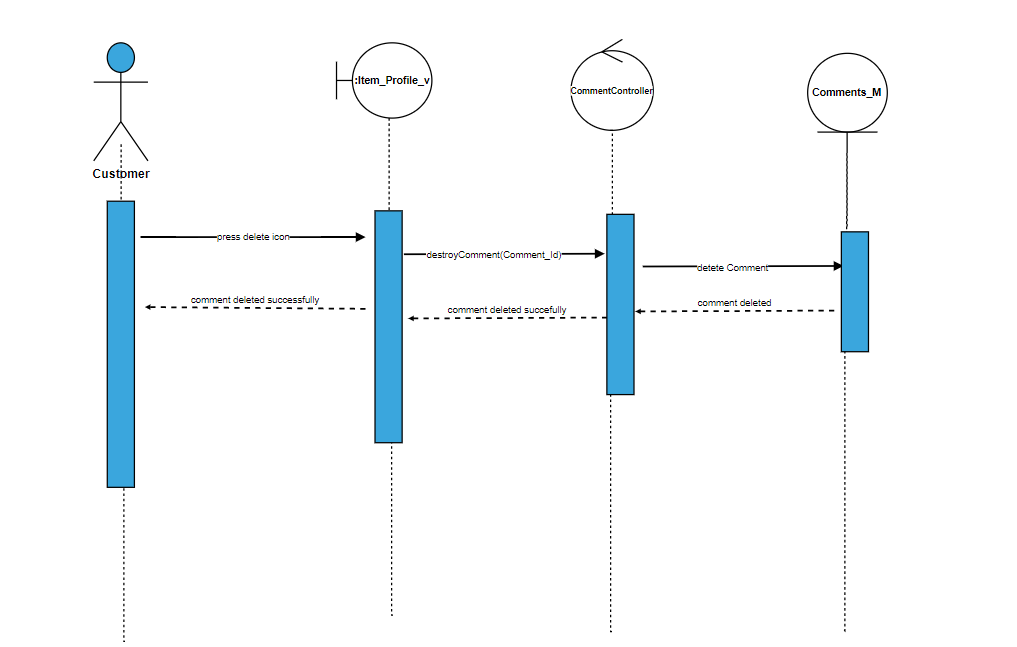 :Item_Profile_v
CommentController
Comments_M
Customer
press delete icon
destroyComment(Comment_Id)
detete Comment
comment deleted successfully
comment deleted succefully
comment deleted